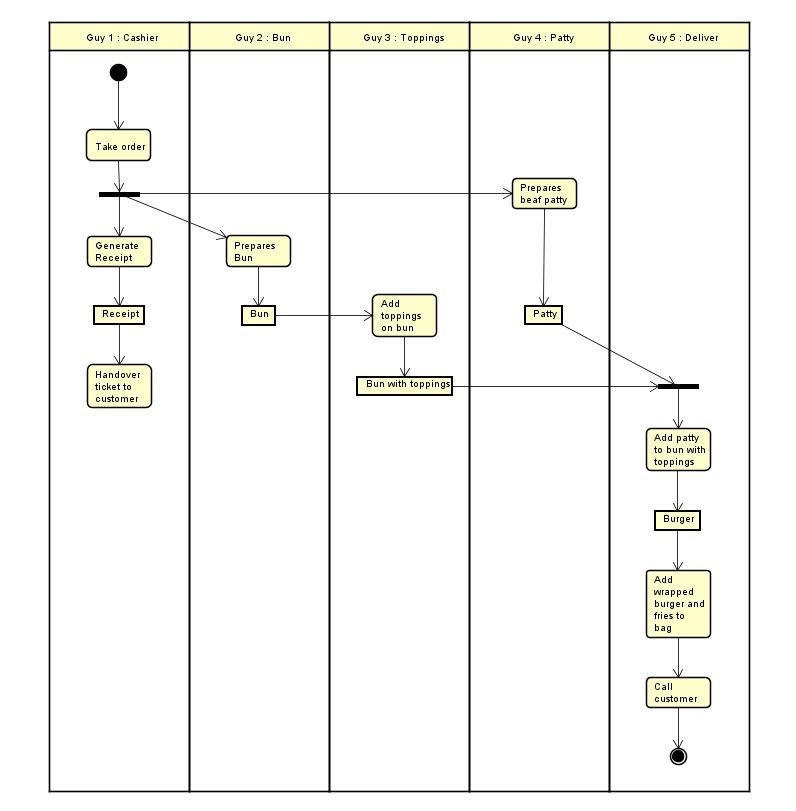 Guy 1 : Cashier
Guy 2 : Bun
Guy 3 : Toppings
Guy 4 : Patty
Guy 5 : Deliver
Take order
Prepares
beaf patty
Generate
Receipt
Prepares
Bun
Receipt
Bun
Add
toppings
on bun
Patty
Handover
ticket to
customer
Bun with toppings
Add patty
to bun with
toppings
Burger
Add
wrapped
burger and
fries to
bag
Call
customer